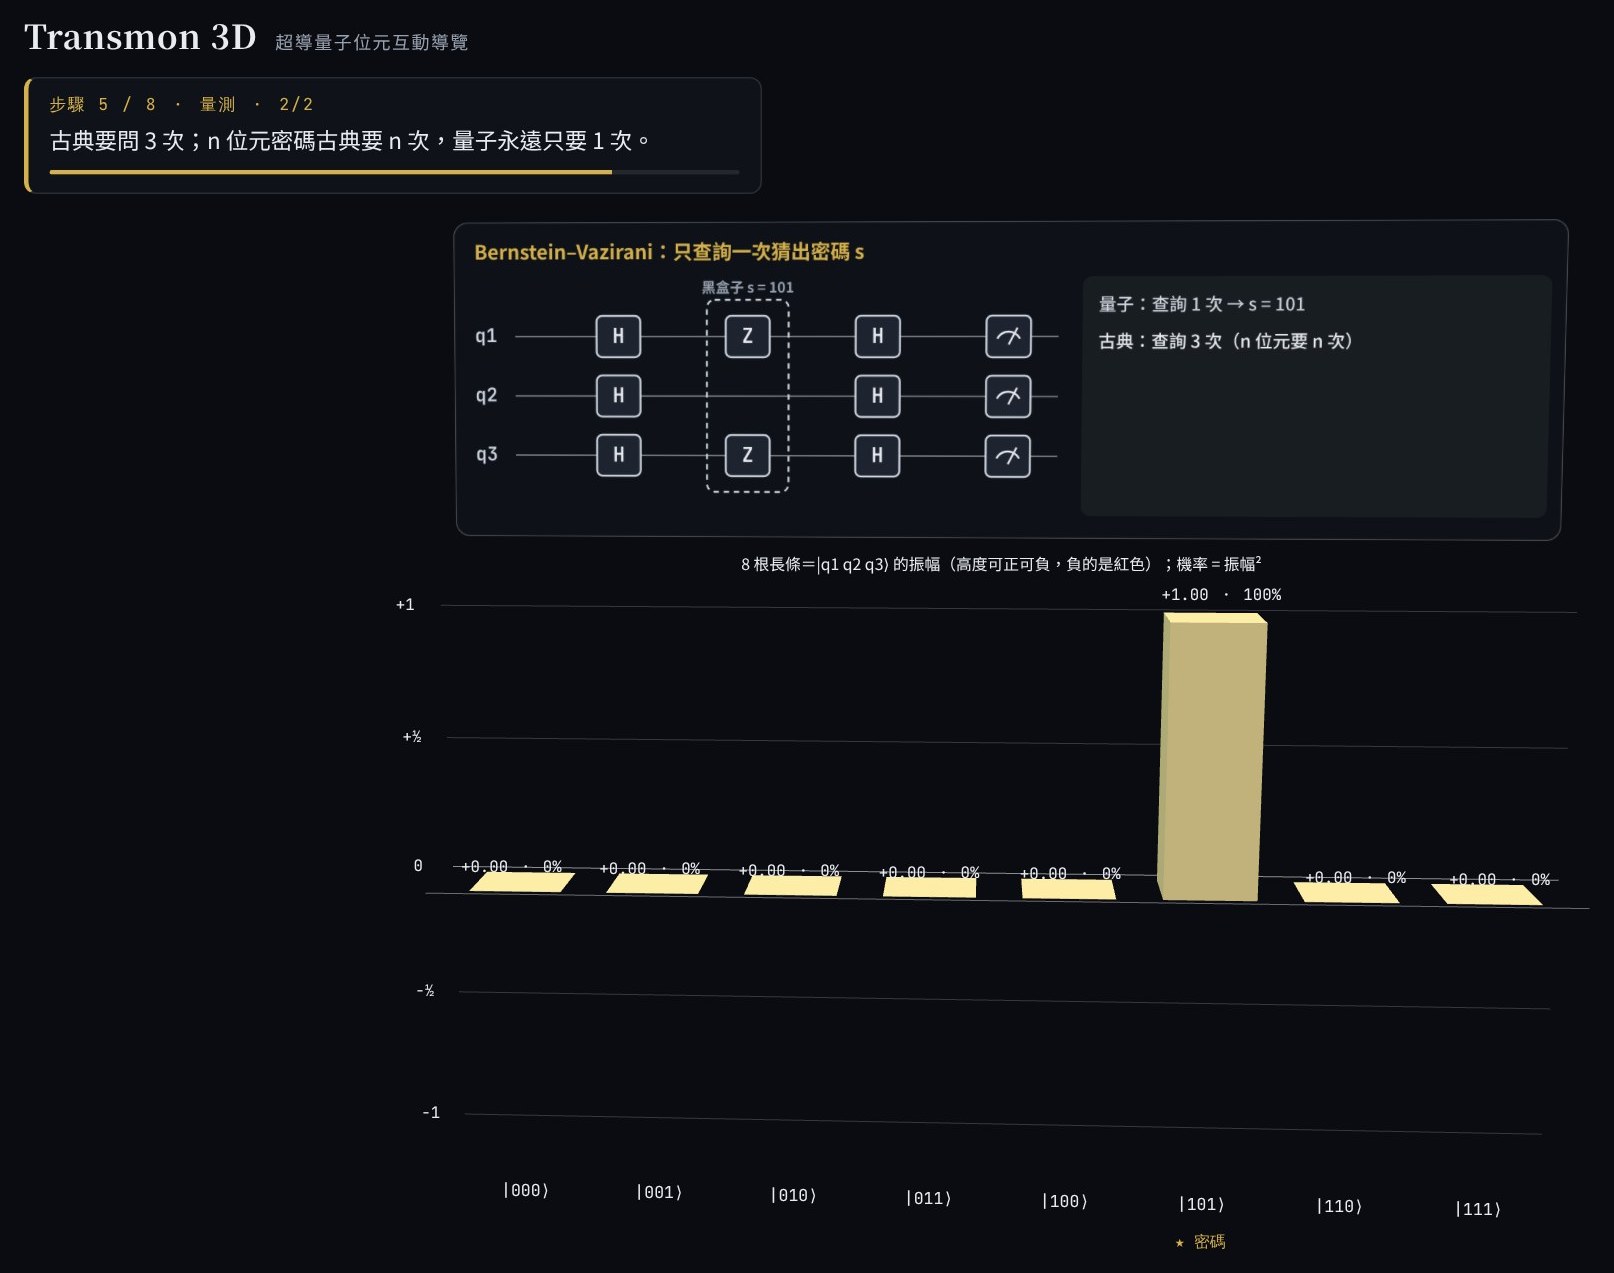 Transmon 3D 超導量子位元互動導覽
步驟 5 / 8 · 量測 · 2/2
古典要問 3 次；n 位元密碼古典要 n 次，量子永遠只要 1 次。
Bernstein–Vazirani：只查詢一次猜出密碼 s
黑盒子 s = 101
q1 H Z H
q2 H H
q3 H Z H
量子：查詢 1 次 → s = 101
古典：查詢 3 次（n 位元要 n 次）
8 根長條＝|q1 q2 q3⟩ 的振幅（高度可正可負，負的是紅色）；機率 = 振幅²
+1.00 · 100%
+1
+½
0
+0.00 · 0% +0.00 · 0% +0.00 · 0% +0.00 · 0% +0.00 · 0% +0.00 · 0% +0.00 · 0%
-½
-1
|000⟩ |001⟩ |010⟩ |011⟩ |100⟩ |101⟩ |110⟩ |111⟩
★ 密碼